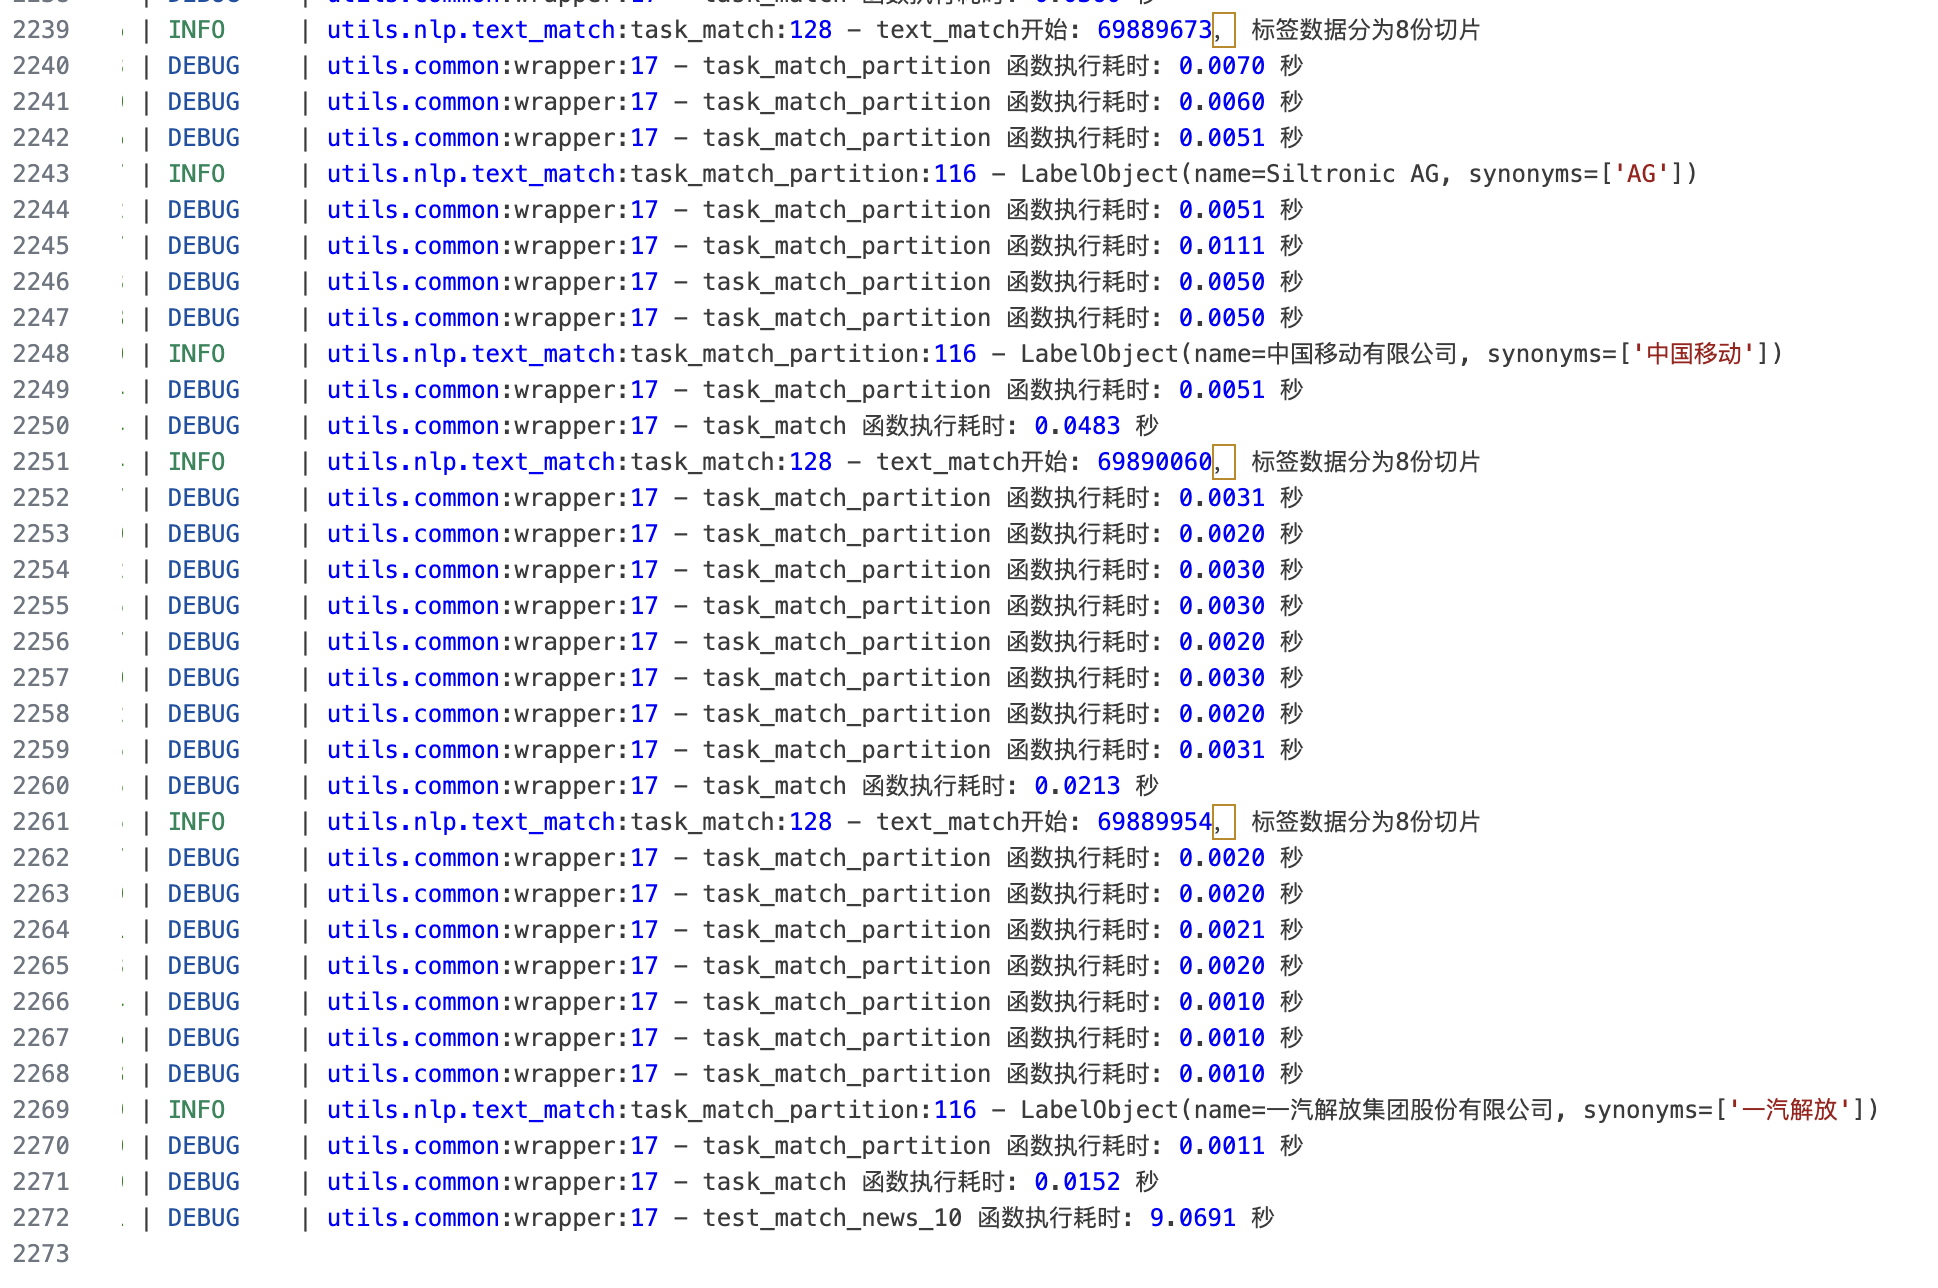 2239 | INFO | utils.nlp.text_match:task_match:128 - text_match开始: 69889673， 标签数据分为8份切片
2240 | DEBUG | utils.common:wrapper:17 - task_match_partition 函数执行耗时: 0.0070 秒
2241 | DEBUG | utils.common:wrapper:17 - task_match_partition 函数执行耗时: 0.0060 秒
2242 | DEBUG | utils.common:wrapper:17 - task_match_partition 函数执行耗时: 0.0051 秒
2243 | INFO | utils.nlp.text_match:task_match_partition:116 - LabelObject(name=Siltronic AG, synonyms=['AG'])
2244 | DEBUG | utils.common:wrapper:17 - task_match_partition 函数执行耗时: 0.0051 秒
2245 | DEBUG | utils.common:wrapper:17 - task_match_partition 函数执行耗时: 0.0111 秒
2246 | DEBUG | utils.common:wrapper:17 - task_match_partition 函数执行耗时: 0.0050 秒
2247 | DEBUG | utils.common:wrapper:17 - task_match_partition 函数执行耗时: 0.0050 秒
2248 | INFO | utils.nlp.text_match:task_match_partition:116 - LabelObject(name=中国移动有限公司, synonyms=['中国移动'])
2249 | DEBUG | utils.common:wrapper:17 - task_match_partition 函数执行耗时: 0.0051 秒
2250 | DEBUG | utils.common:wrapper:17 - task_match 函数执行耗时: 0.0483 秒
2251 | INFO | utils.nlp.text_match:task_match:128 - text_match开始: 69890060， 标签数据分为8份切片
2252 | DEBUG | utils.common:wrapper:17 - task_match_partition 函数执行耗时: 0.0031 秒
2253 | DEBUG | utils.common:wrapper:17 - task_match_partition 函数执行耗时: 0.0020 秒
2254 | DEBUG | utils.common:wrapper:17 - task_match_partition 函数执行耗时: 0.0030 秒
2255 | DEBUG | utils.common:wrapper:17 - task_match_partition 函数执行耗时: 0.0030 秒
2256 | DEBUG | utils.common:wrapper:17 - task_match_partition 函数执行耗时: 0.0020 秒
2257 | DEBUG | utils.common:wrapper:17 - task_match_partition 函数执行耗时: 0.0030 秒
2258 | DEBUG | utils.common:wrapper:17 - task_match_partition 函数执行耗时: 0.0020 秒
2259 | DEBUG | utils.common:wrapper:17 - task_match_partition 函数执行耗时: 0.0031 秒
2260 | DEBUG | utils.common:wrapper:17 - task_match 函数执行耗时: 0.0213 秒
2261 | INFO | utils.nlp.text_match:task_match:128 - text_match开始: 69889954， 标签数据分为8份切片
2262 | DEBUG | utils.common:wrapper:17 - task_match_partition 函数执行耗时: 0.0020 秒
2263 | DEBUG | utils.common:wrapper:17 - task_match_partition 函数执行耗时: 0.0020 秒
2264 | DEBUG | utils.common:wrapper:17 - task_match_partition 函数执行耗时: 0.0021 秒
2265 | DEBUG | utils.common:wrapper:17 - task_match_partition 函数执行耗时: 0.0020 秒
2266 | DEBUG | utils.common:wrapper:17 - task_match_partition 函数执行耗时: 0.0010 秒
2267 | DEBUG | utils.common:wrapper:17 - task_match_partition 函数执行耗时: 0.0010 秒
2268 | DEBUG | utils.common:wrapper:17 - task_match_partition 函数执行耗时: 0.0010 秒
2269 | INFO | utils.nlp.text_match:task_match_partition:116 - LabelObject(name=一汽解放集团股份有限公司, synonyms=['一汽解放'])
2270 | DEBUG | utils.common:wrapper:17 - task_match_partition 函数执行耗时: 0.0011 秒
2271 | DEBUG | utils.common:wrapper:17 - task_match 函数执行耗时: 0.0152 秒
2272 | DEBUG | utils.common:wrapper:17 - test_match_news_10 函数执行耗时: 9.0691 秒
2273